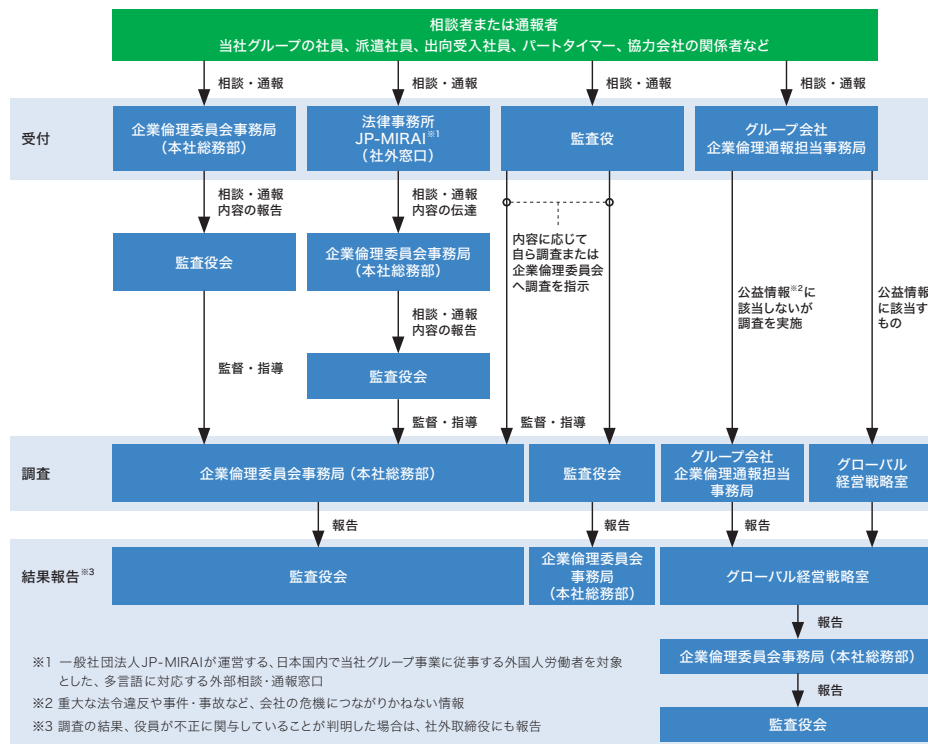 相談者または通報者
当社グループの社員、派遣社員、出向受入社員、パートタイマー、協力会社の関係者など
相談・通報
相談・通報
相談・通報
相談・通報
受付
企業倫理委員会事務局
（本社総務部）
法律事務所
JP-MIRAI※1
（社外窓口）
監査役
グループ会社
企業倫理通報担当事務局
相談・通報
内容の報告
相談・通報
内容の伝達
監査役会
企業倫理委員会事務局
（本社総務部）
内容に応じて
自ら調査または
企業倫理委員会
へ調査を指示
公益情報※2に
該当しないが
調査を実施
公益情報
に該当す
もの
相談・通報
内容の報告
監督・指導
監査役会
監督・指導
監督・指導
調査
企業倫理委員会事務局（本社総務部）
監査役会
グループ会社
企業倫理通報担当
事務局
グローバル
経営戦略室
報告
報告
報告
結果報告※3
監査役会
企業倫理委員会
事務局
（本社総務部）
グローバル経営戦略室
報告
企業倫理委員会事務局（本社総務部）
報告
監査役会
※1 一般社団法人JP-MIRAIが運営する、日本国内で当社グループ事業に従事する外国人労働者を対象
とした、多言語に対応する外部相談・通報窓口
※2 重大な法令違反や事件・事故など、会社の危機につながりかねない情報
※3 調査の結果、役員が不正に関与していることが判明した場合は、社外取締役にも報告